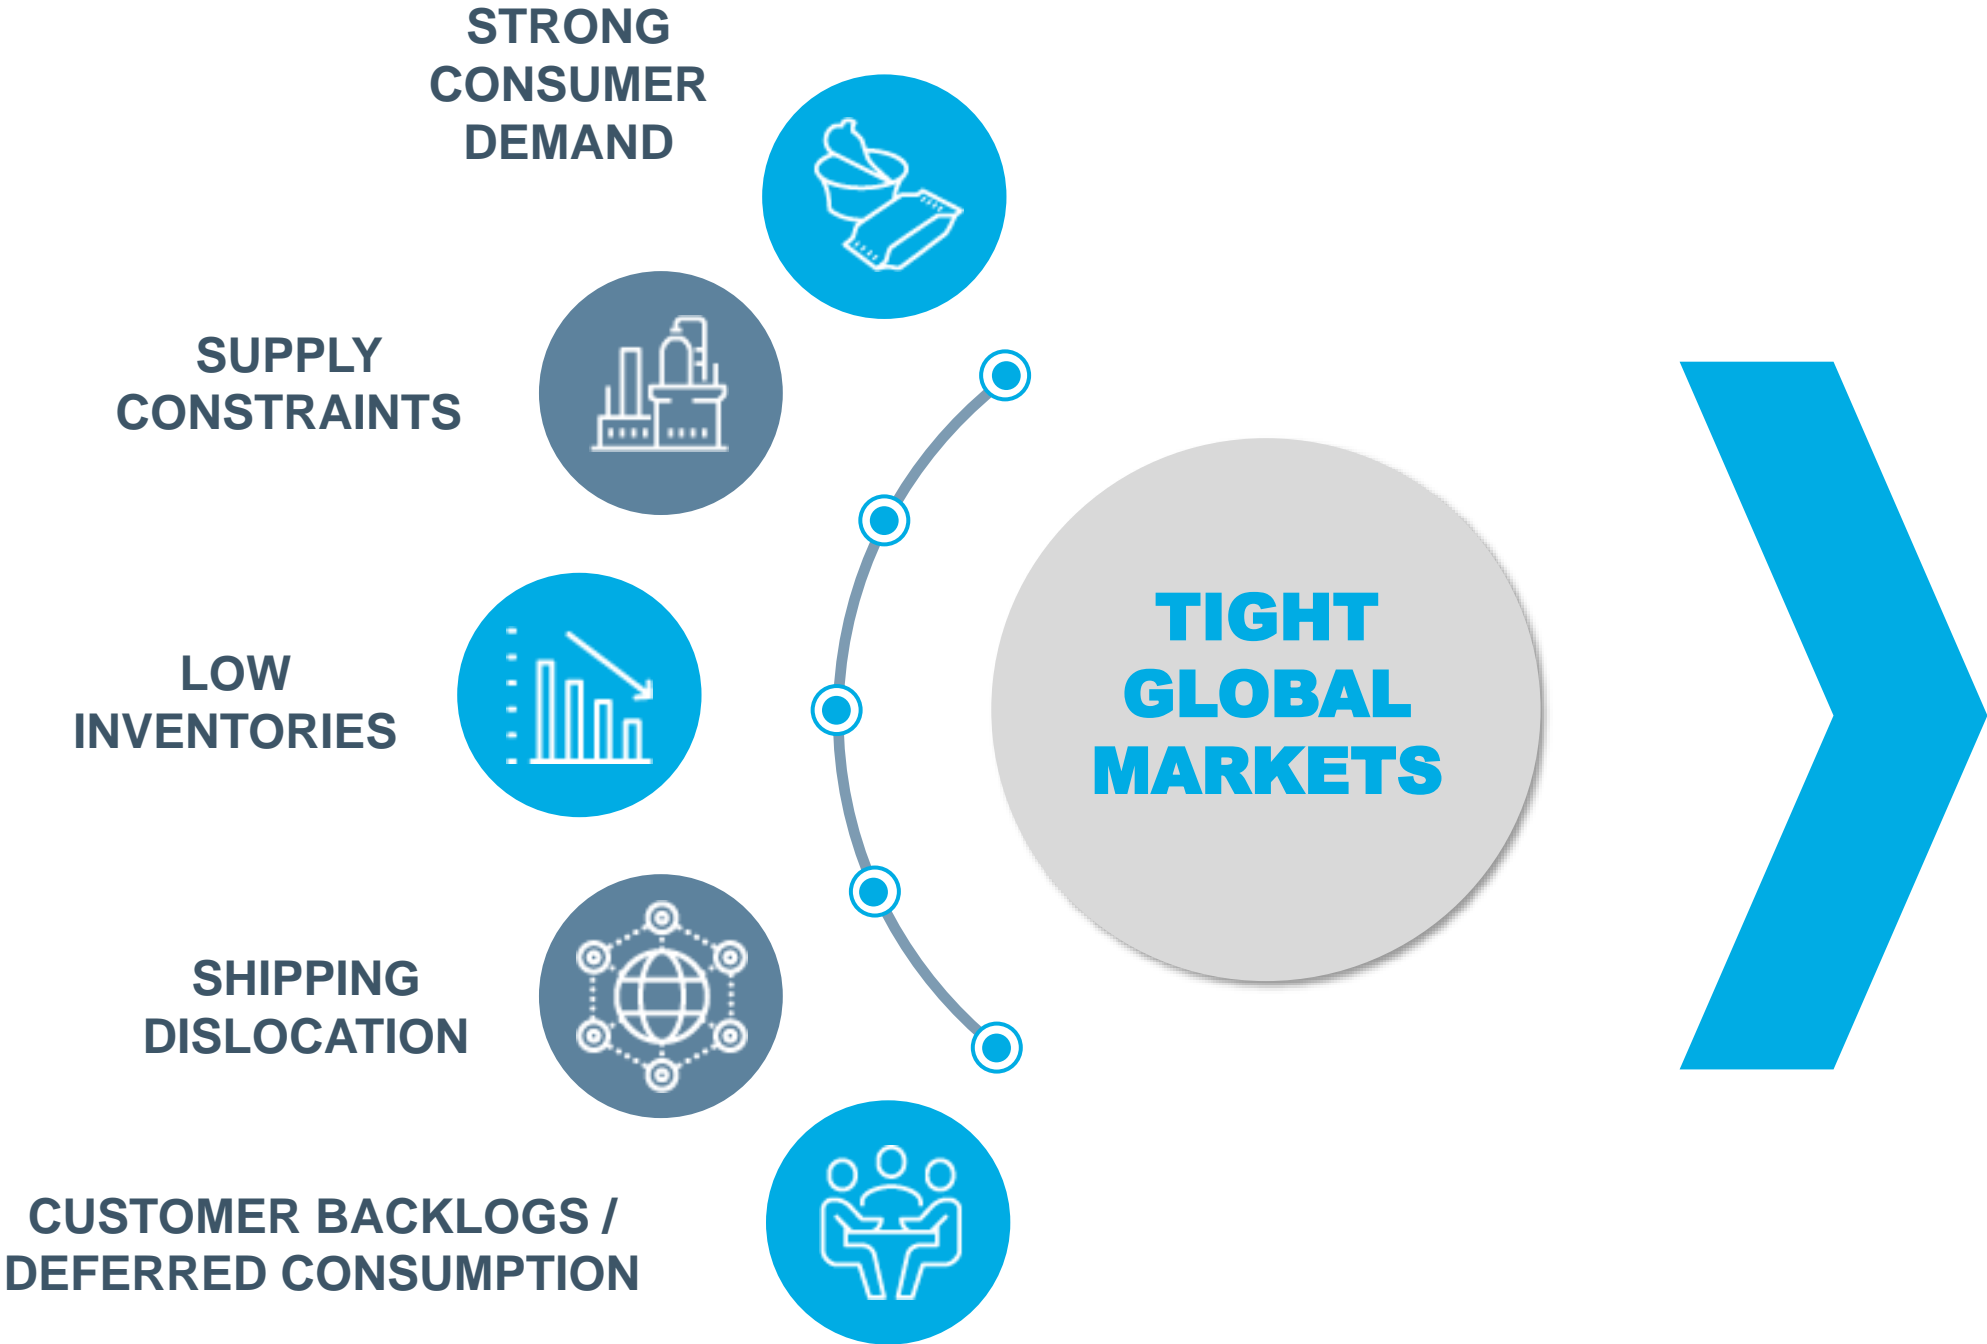 STRONG
CONSUMER
DEMAND
SUPPLY
CONSTRAINTS
LOW
INVENTORIES
SHIPPING
DISLOCATION
CUSTOMER BACKLOGS /
DEFERRED CONSUMPTION
TIGHT
GLOBAL
MARKETS